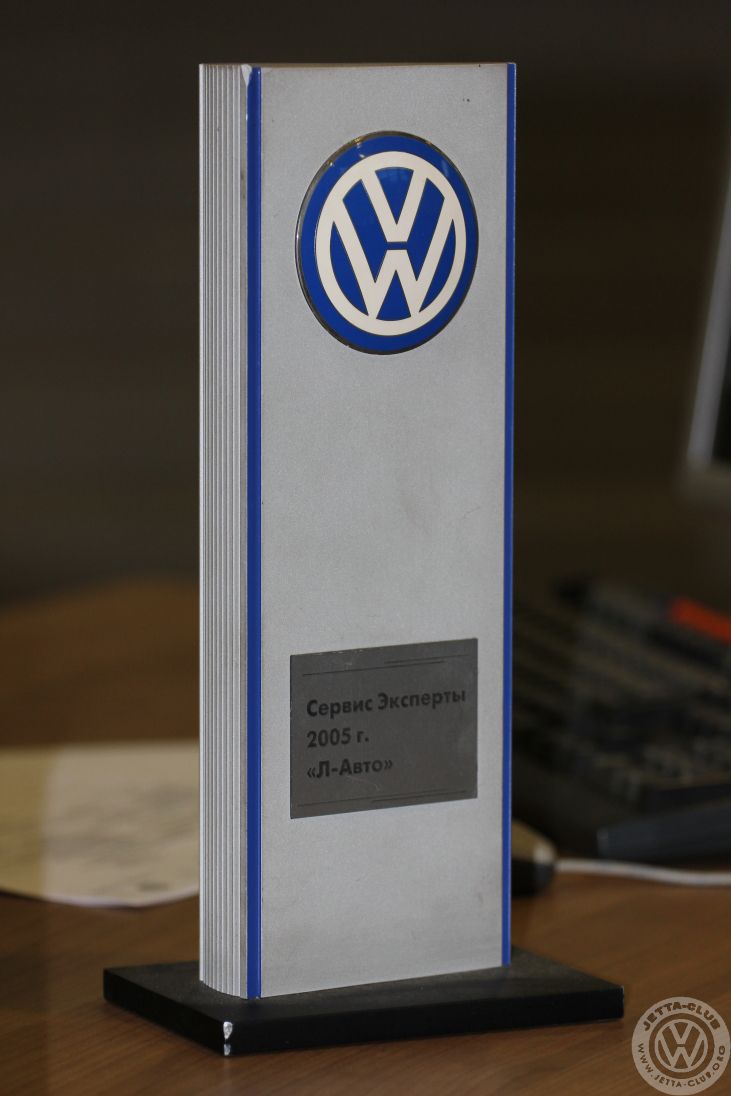 Сервис Эксперты
2005 г.
«Л-Авто»
JETTA-CLUB
WWW.JETTA-CLUB.ORG